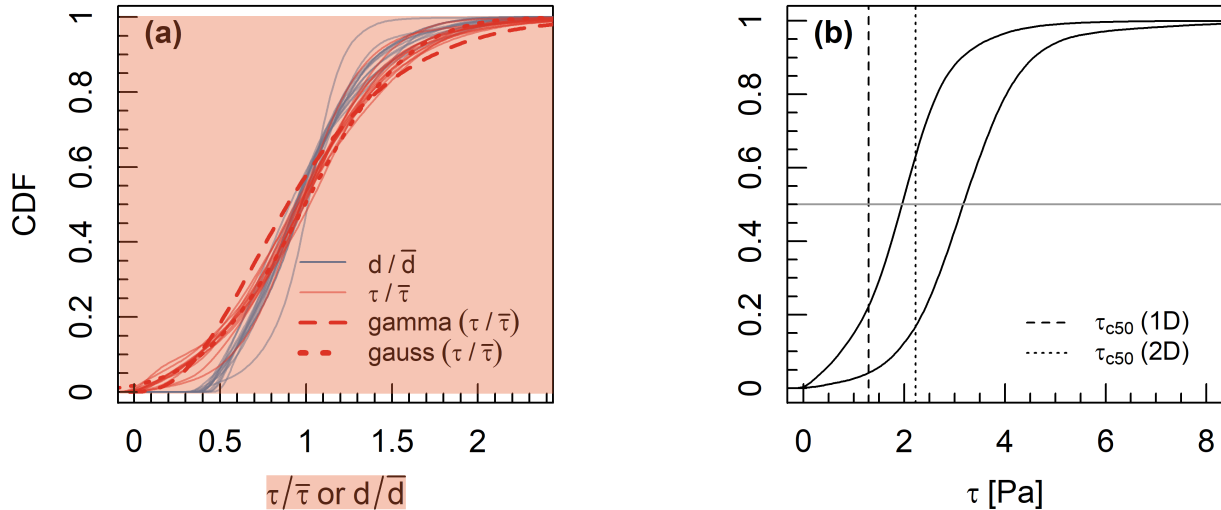 (a)
CDF
0 0.2 0.4 0.6 0.8 1
d / d̅
τ / τ̅
gamma (τ / τ̅)
gauss (τ / τ̅)
0 0.5 1 1.5 2
τ/τ̅ or d/d̅
(b)
0 0.2 0.4 0.6 0.8 1
τc50 (1D)
τc50 (2D)
0 2 4 6 8
τ [Pa]